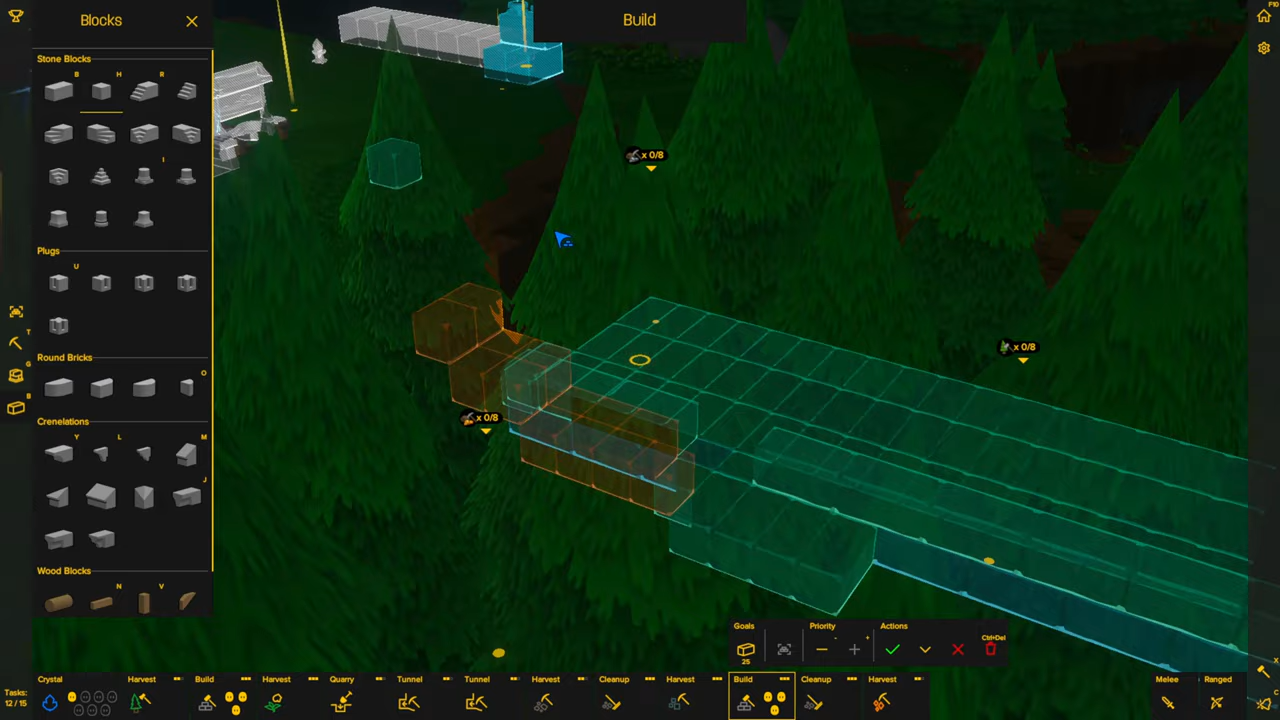 Blocks
Build
F10
Stone Blocks
B
H
R
I
Plugs
U
Round Bricks
O
Crenelations
Y
L
M
J
Wood Blocks
N
V
T
G
B
x 0/8
x 0/8
x 0/8
Goals
Priority
Actions
-
+
Ctrl+Del
25
Tasks:
12 / 15
Crystal
Harvest
Build
Harvest
Quarry
Tunnel
Tunnel
Harvest
Cleanup
Harvest
Build
Cleanup
Harvest
Melee
Ranged
X
C